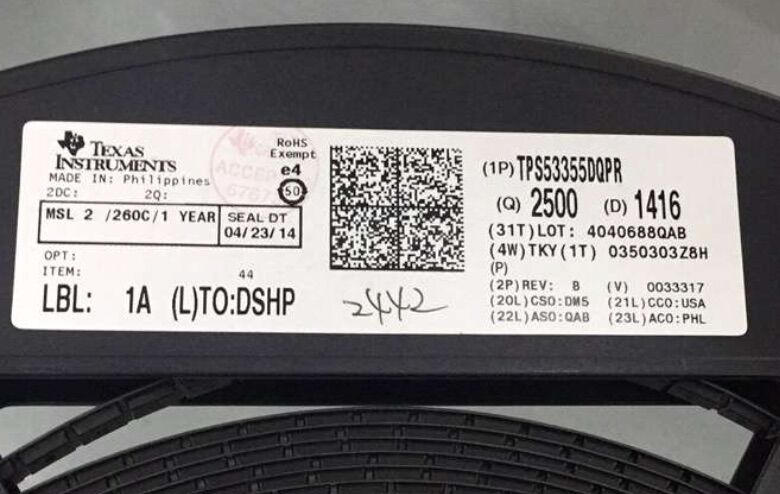 TEXAS
INSTRUMENTS
MADE IN: Philippines
2DC: 2Q:
MSL 2 /260C/1 YEAR
SEAL DT
04/23/14
OPT:
ITEM: 44
LBL: 1A (L)TO:DSHP
RoHS
Exempt
e4
50
ACCEP
6767
2442
(1P) TPS53355DQPR
(Q) 2500 (D) 1416
(31T)LOT: 4040688QAB
(4W)TKY(1T) 0350303Z8H
(P)
(2P)REV: B (V) 0033317
(20L)CSO:DM5 (21L)CCO:USA
(22L)ASO:QAB (23L)ACO:PHL